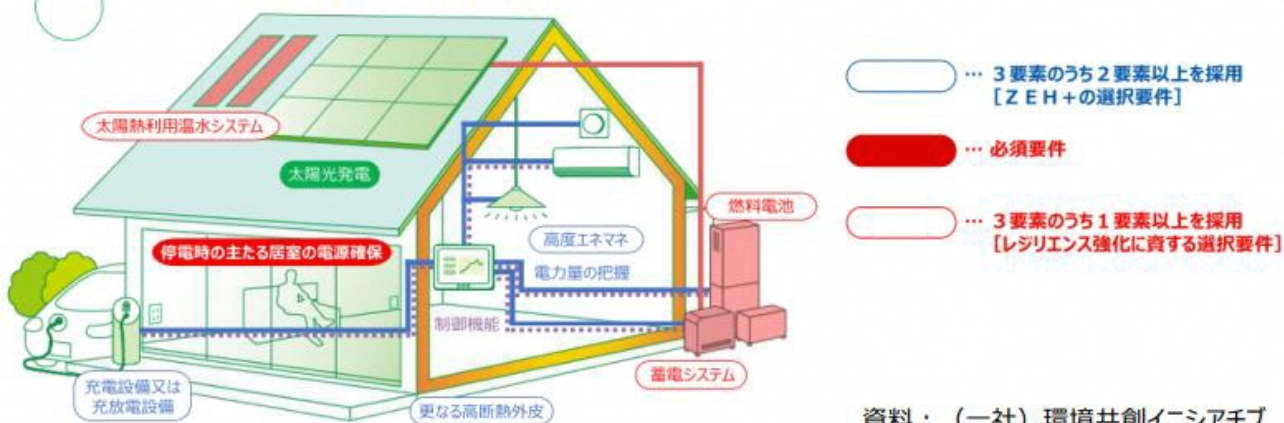 太陽熱利用温水システム
太陽光発電
停電時の主たる居室の電源確保
高度エネマネ
電力量の把握
制御機能
燃料電池
蓄電システム
充電設備又は
充放電設備
更なる高断熱外皮
… 3要素のうち2要素以上を採用
[ZEH+の選択要件]
… 必須要件
… 3要素のうち1要素以上を採用
[レジリエンス強化に資する選択要件]
資料:(一社)環境共創イニシアチブ